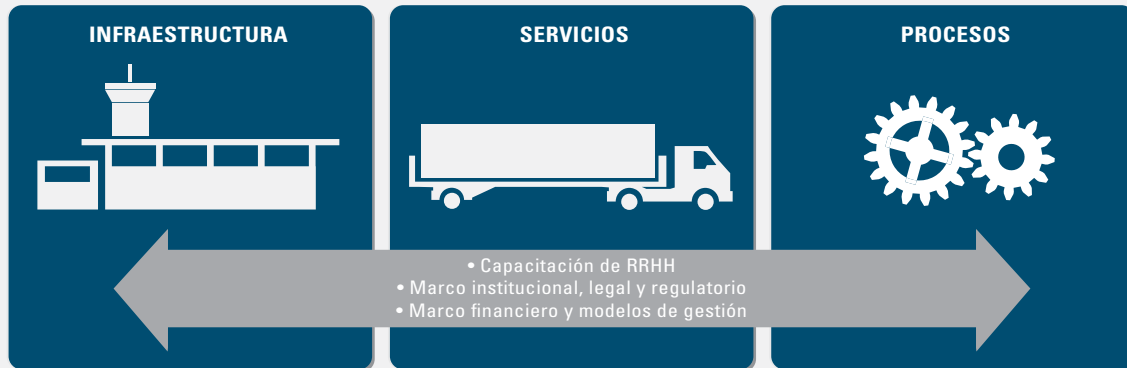 INFRAESTRUCTURA
SERVICIOS
PROCESOS
• Capacitación de RRHH
• Marco institucional, legal y regulatorio
• Marco financiero y modelos de gestión